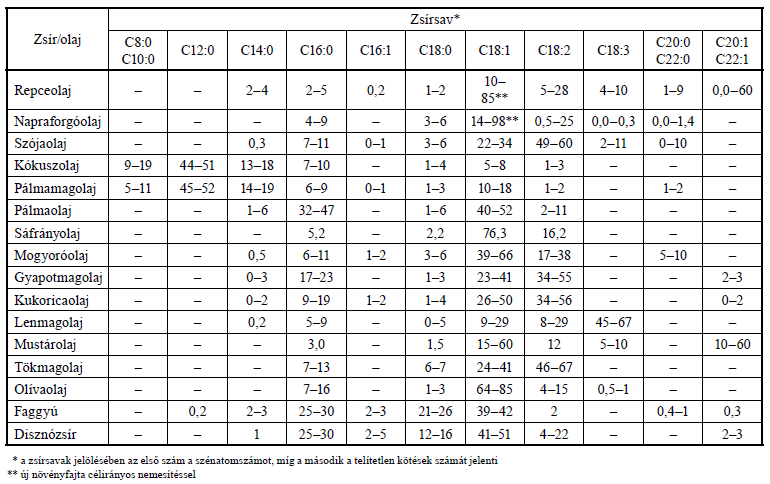 Zsír/olaj Zsírsav*
C8:0 C10:0 C12:0 C14:0 C16:0 C16:1 C18:0 C18:1 C18:2 C18:3 C20:0 C22:0 C20:1 C22:1
Repceolaj – – 2–4 2–5 0,2 1–2 10–85** 5–28 4–10 1–9 0,0–60
Napraforgóolaj – – – 4–9 – 3–6 14–98** 0,5–25 0,0–0,3 0,0–1,4 –
Szójaolaj – – 0,3 7–11 0–1 3–6 22–34 49–60 2–11 0–10 –
Kókuszolaj 9–19 44–51 13–18 7–10 – 1–4 5–8 1–3 – – –
Pálmamagolaj 5–11 45–52 14–19 6–9 0–1 1–3 10–18 1–2 – 1–2 –
Pálmaolaj – – 1–6 32–47 – 1–6 40–52 2–11 – – –
Sáfrányolaj – – – 5,2 – 2,2 76,3 16,2 – – –
Mogyoróolaj – – 0,5 6–11 1–2 3–6 39–66 17–38 – 5–10 –
Gyapotmagolaj – – 0–3 17–23 – 1–3 23–41 34–55 – – 2–3
Kukoricaolaj – – 0–2 9–19 1–2 1–4 26–50 34–56 – – 0–2
Lenmagolaj – – 0,2 5–9 – 0–5 9–29 8–29 45–67 – –
Mustárolaj – – – 3,0 – 1,5 15–60 12 5–10 – 10–60
Tökmagolaj – – – 7–13 – 6–7 24–41 46–67 – – –
Olívaolaj – – – 7–16 – 1–3 64–85 4–15 0,5–1 – –
Faggyú – 0,2 2–3 25–30 2–3 21–26 39–42 2 – 0,4–1 0,3
Disznózsír – – 1 25–30 2–5 12–16 41–51 4–22 – – 2–3
* a zsírsavak jelölésében az első szám a szénatomszámot, míg a második a telítetlen kötések számát jelenti
** új növényfajta célirányos nemesítéssel